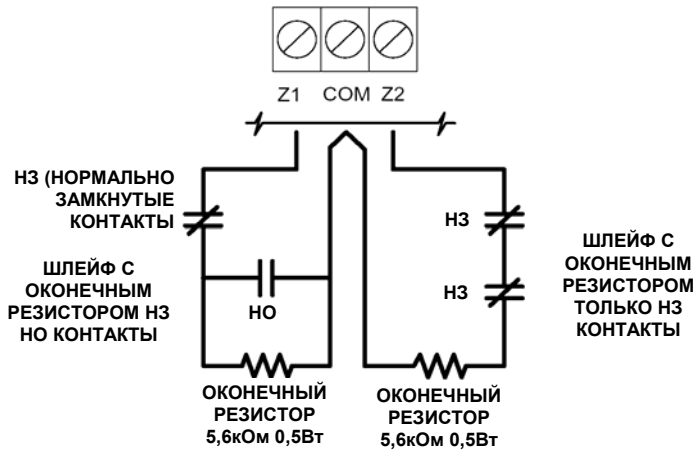 Z1 COM Z2
НЗ (НОРМАЛЬНО
ЗАМКНУТЫЕ
КОНТАКТЫ
ШЛЕЙФ С
ОКОНЕЧНЫМ
РЕЗИСТОРОМ НЗ
НО КОНТАКТЫ
НО
ОКОНЕЧНЫЙ
РЕЗИСТОР
5,6кОм 0,5Вт
НЗ
НЗ
ШЛЕЙФ С
ОКОНЕЧНЫМ
РЕЗИСТОРОМ
ТОЛЬКО НЗ
КОНТАКТЫ
ОКОНЕЧНЫЙ
РЕЗИСТОР
5,6кОм 0,5Вт